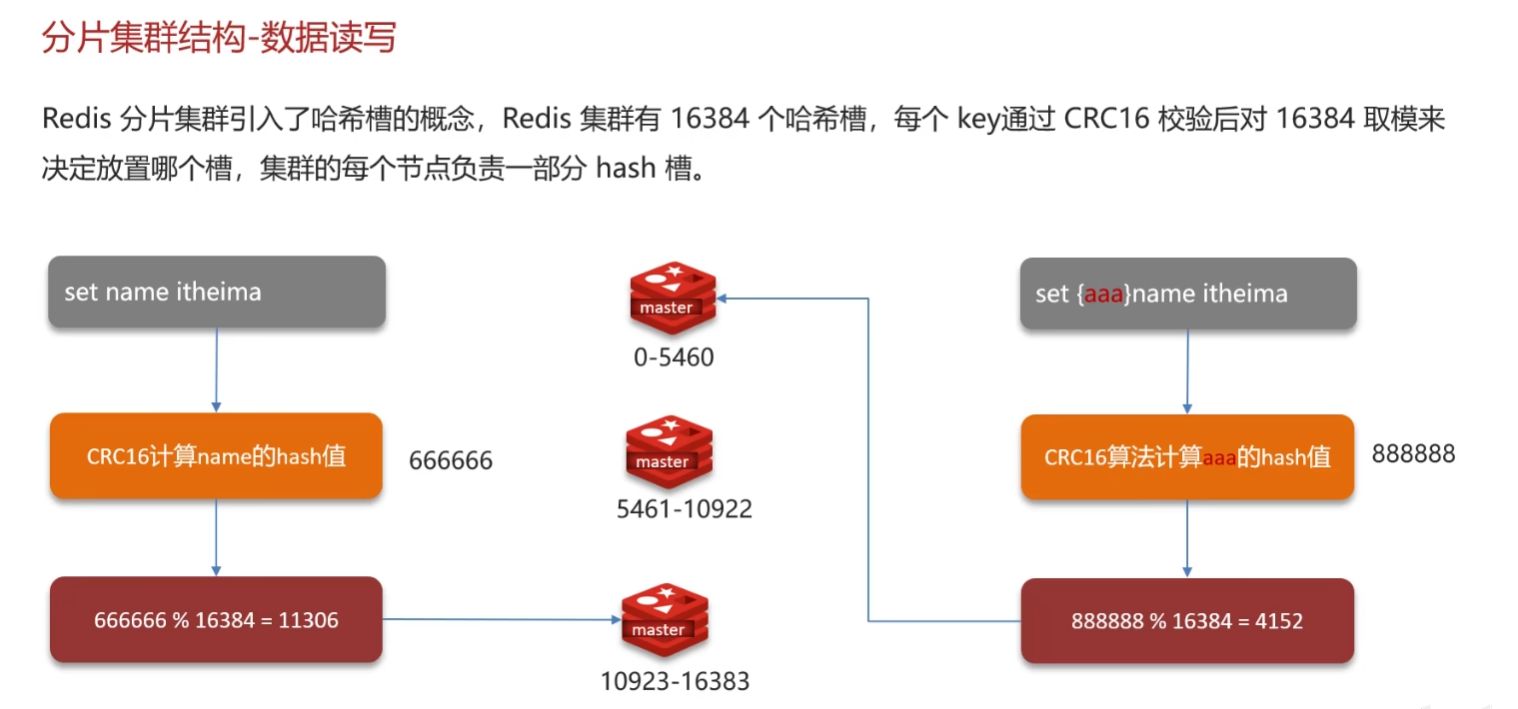 分片集群结构-数据读写
Redis 分片集群引入了哈希槽的概念，Redis 集群有 16384 个哈希槽，每个 key通过 CRC16 校验后对 16384 取模来
决定放置哪个槽，集群的每个节点负责一部分 hash 槽。
set name itheima
CRC16计算name的hash值
666666
666666 % 16384 = 11306
master
0-5460
master
5461-10922
master
10923-16383
set {aaa}name itheima
CRC16算法计算aaa的hash值
888888
888888 % 16384 = 4152